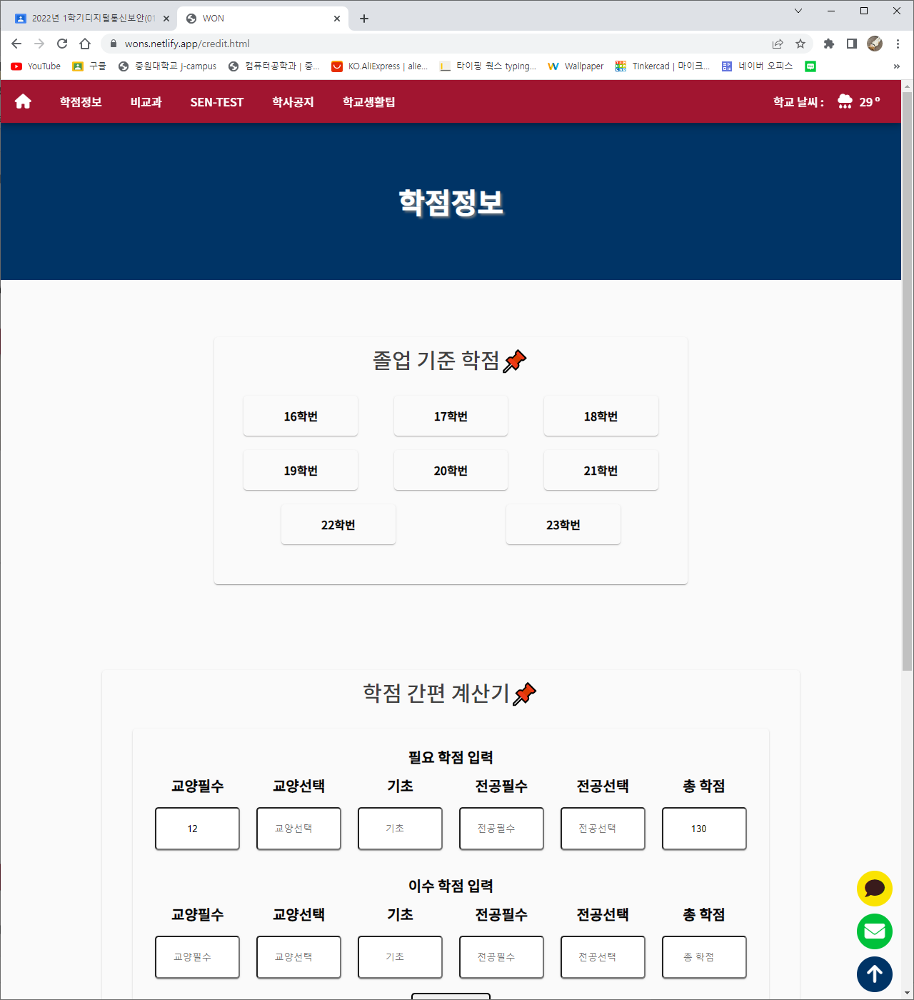 2022년 1학기디지털통신보안(01
WON
wons.netlify.app/credit.html
YouTube
구클
중원대학교 j-campus
컴퓨터공학과 | 중...
KO.AliExpress | alie...
타이핑 웍스 typing...
Wallpaper
Tinkercad | 마이크...
네이버 오피스
»
학점정보 비교과 SEN-TEST 학사공지 학교생활팁 학교 날씨 : 29 º
학점정보
졸업 기준 학점
16학번 17학번 18학번
19학번 20학번 21학번
22학번 23학번
학점 간편 계산기
필요 학점 입력
교양필수 교양선택 기초 전공필수 전공선택 총 학점
12 교양선택 기초 전공필수 전공선택 130
이수 학점 입력
교양필수 교양선택 기초 전공필수 전공선택 총 학점
교양필수 교양선택 기초 전공필수 전공선택 총 학점